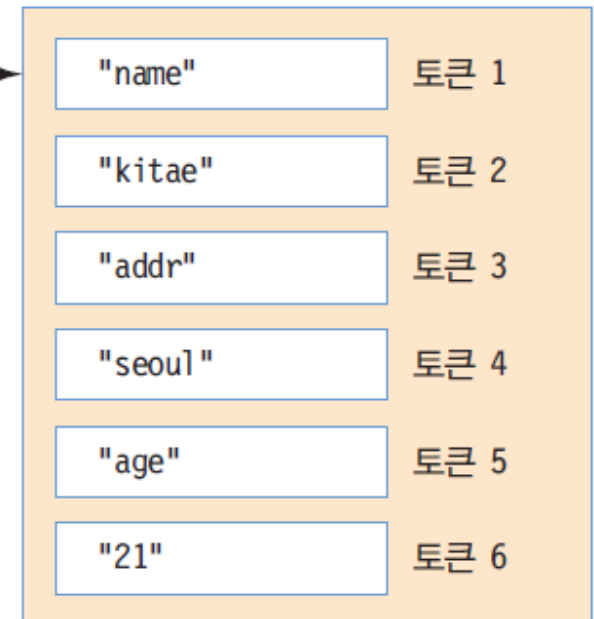 "name" 토큰 1
"kitae" 토큰 2
"addr" 토큰 3
"seoul" 토큰 4
"age" 토큰 5
"21" 토큰 6